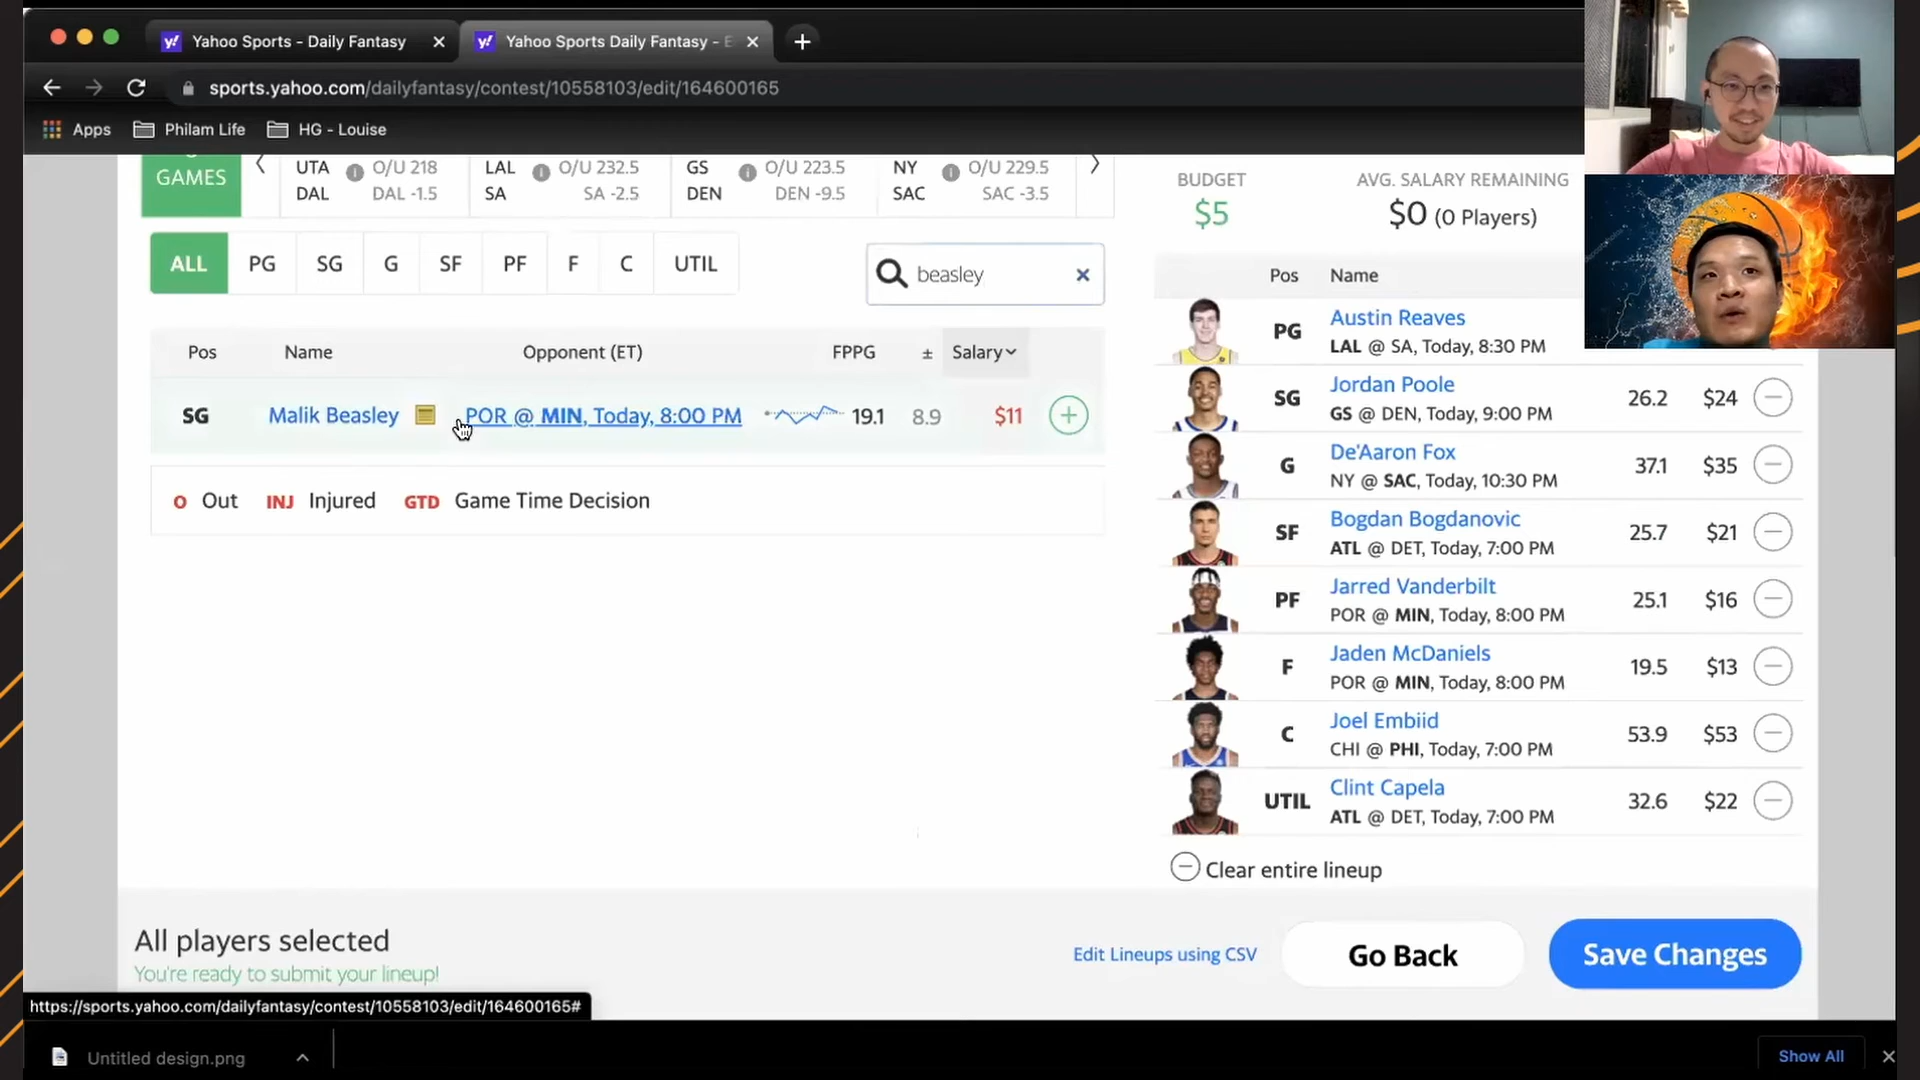 Yahoo Sports - Daily Fantasy
Yahoo Sports Daily Fantasy - E
sports.yahoo.com/dailyfantasy/contest/10558103/edit/164600165
Apps
Philam Life
HG - Louise
GAMES
UTA O/U 218
DAL DAL -1.5
LAL O/U 232.5
SA SA -2.5
GS O/U 223.5
DEN DEN -9.5
NY O/U 229.5
SAC SAC -3.5
BUDGET
$5
AVG. SALARY REMAINING
$0 (0 Players)
ALL PG SG G SF PF F C UTIL
beasley
Pos Name Opponent (ET) FPPG ± Salary
SG Malik Beasley POR @ MIN, Today, 8:00 PM 19.1 8.9 $11
O Out INJ Injured GTD Game Time Decision
Pos Name
PG Austin Reaves
LAL @ SA, Today, 8:30 PM
SG Jordan Poole 26.2 $24
GS @ DEN, Today, 9:00 PM
G De'Aaron Fox 37.1 $35
NY @ SAC, Today, 10:30 PM
SF Bogdan Bogdanovic 25.7 $21
ATL @ DET, Today, 7:00 PM
PF Jarred Vanderbilt 25.1 $16
POR @ MIN, Today, 8:00 PM
F Jaden McDaniels 19.5 $13
POR @ MIN, Today, 8:00 PM
C Joel Embiid 53.9 $53
CHI @ PHI, Today, 7:00 PM
UTIL Clint Capela 32.6 $22
ATL @ DET, Today, 7:00 PM
Clear entire lineup
All players selected
You're ready to submit your lineup!
Edit Lineups using CSV
Go Back
Save Changes
https://sports.yahoo.com/dailyfantasy/contest/10558103/edit/164600165#
Untitled design.png
Show All